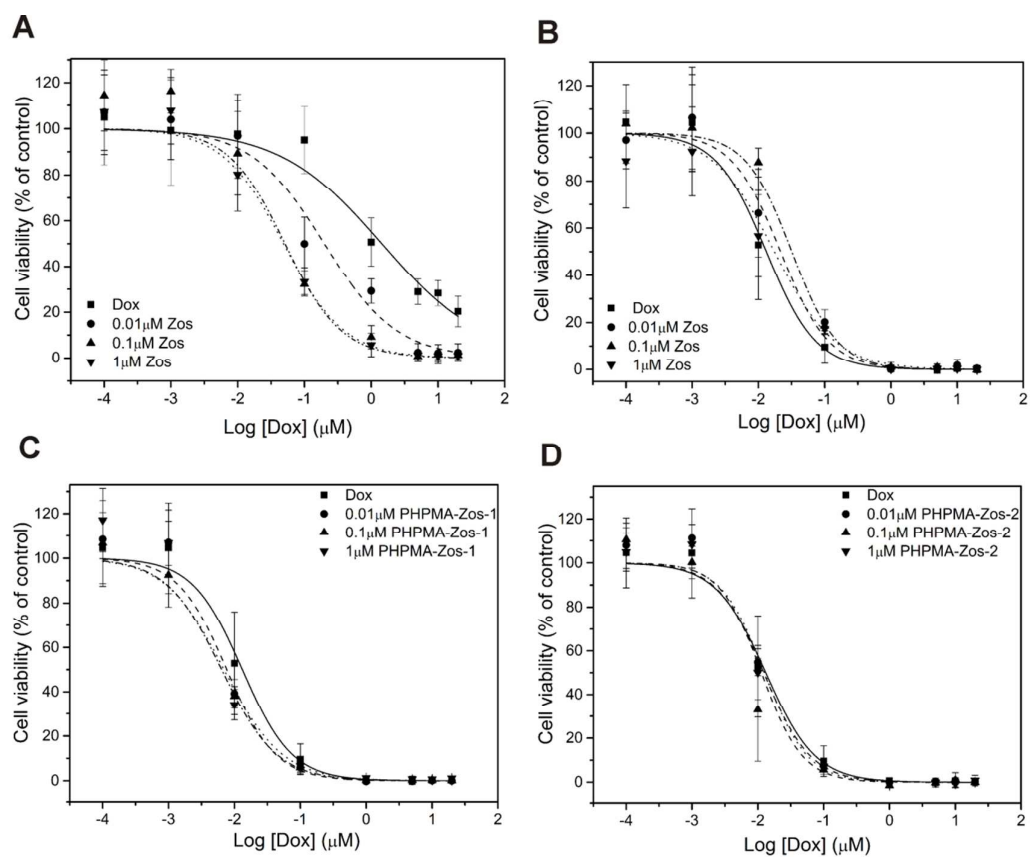 A
120
100
80
60
40
20
0
Cell viability (% of control)
Dox
0.01µM Zos
0.1µM Zos
1µM Zos
-4 -3 -2 -1 0 1 2
Log [Dox] (µM)
B
120
100
80
60
40
20
0
Cell viability (% of control)
Dox
0.01µM Zos
0.1µM Zos
1µM Zos
-4 -3 -2 -1 0 1 2
Log [Dox] (µM)
C
120
100
80
60
40
20
0
Cell viability (% of control)
Dox
0.01µM PHPMA-Zos-1
0.1µM PHPMA-Zos-1
1µM PHPMA-Zos-1
-4 -3 -2 -1 0 1 2
Log [Dox] (µM)
D
120
100
80
60
40
20
0
Cell viability (% of control)
Dox
0.01µM PHPMA-Zos-2
0.1µM PHPMA-Zos-2
1µM PHPMA-Zos-2
-4 -3 -2 -1 0 1 2
Log [Dox] (µM)